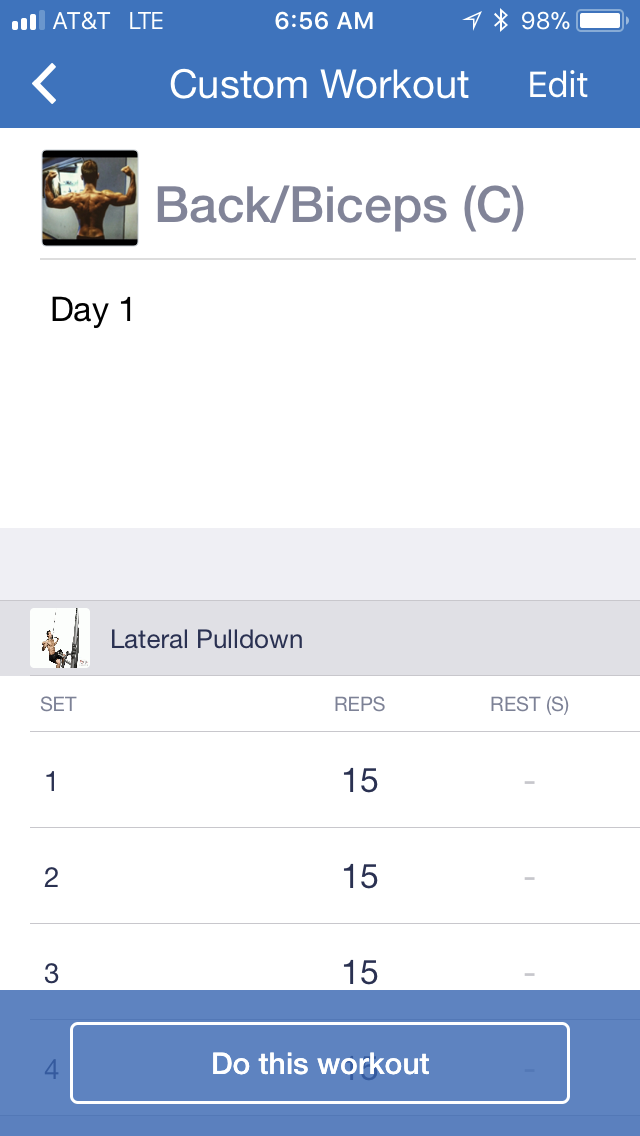 AT&T LTE 6:56 AM 98%
Custom Workout Edit
Back/Biceps (C)
Day 1
Lateral Pulldown
SET REPS REST (S)
1 15 -
2 15 -
3 15 -
4 15 -
Do this workout